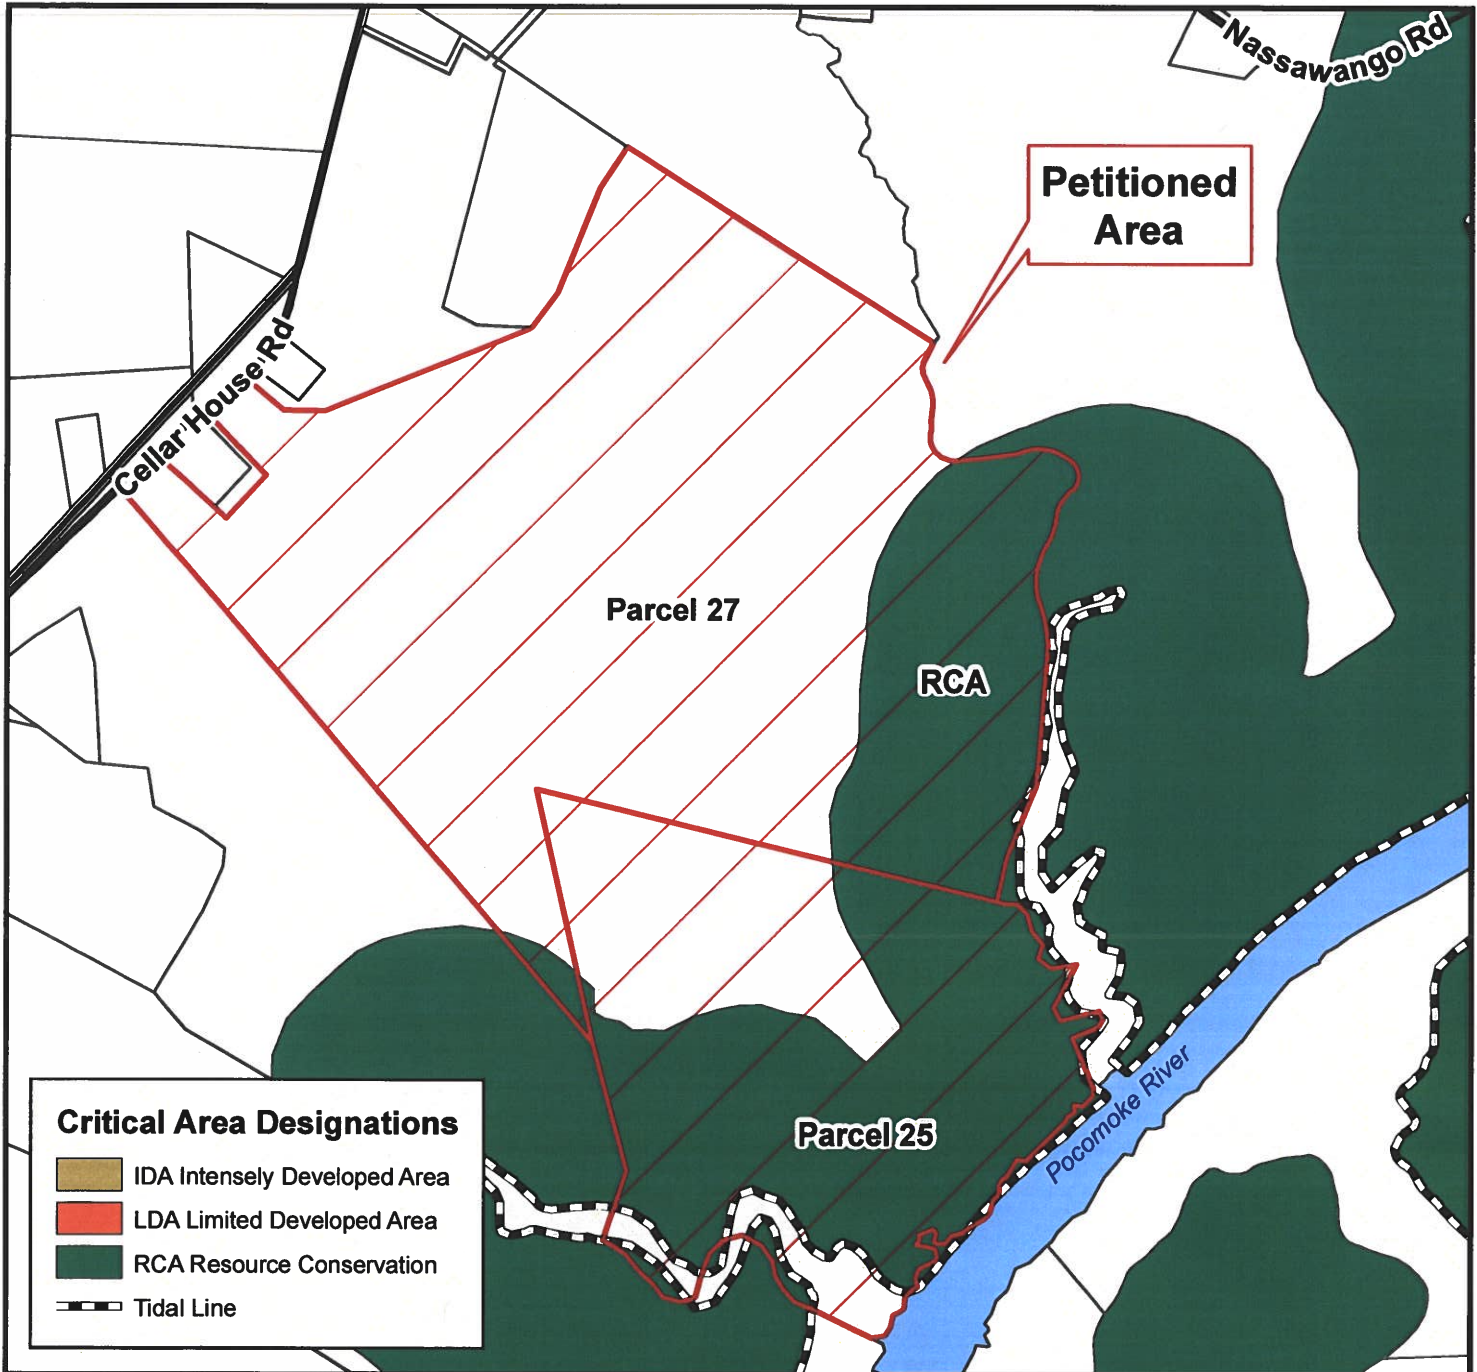 Nassawango Rd
Petitioned
Area
Cellar House Rd
Parcel 27
RCA
Parcel 25
Pocomoke River
Critical Area Designations
IDA Intensely Developed Area
LDA Limited Developed Area
RCA Resource Conservation
Tidal Line